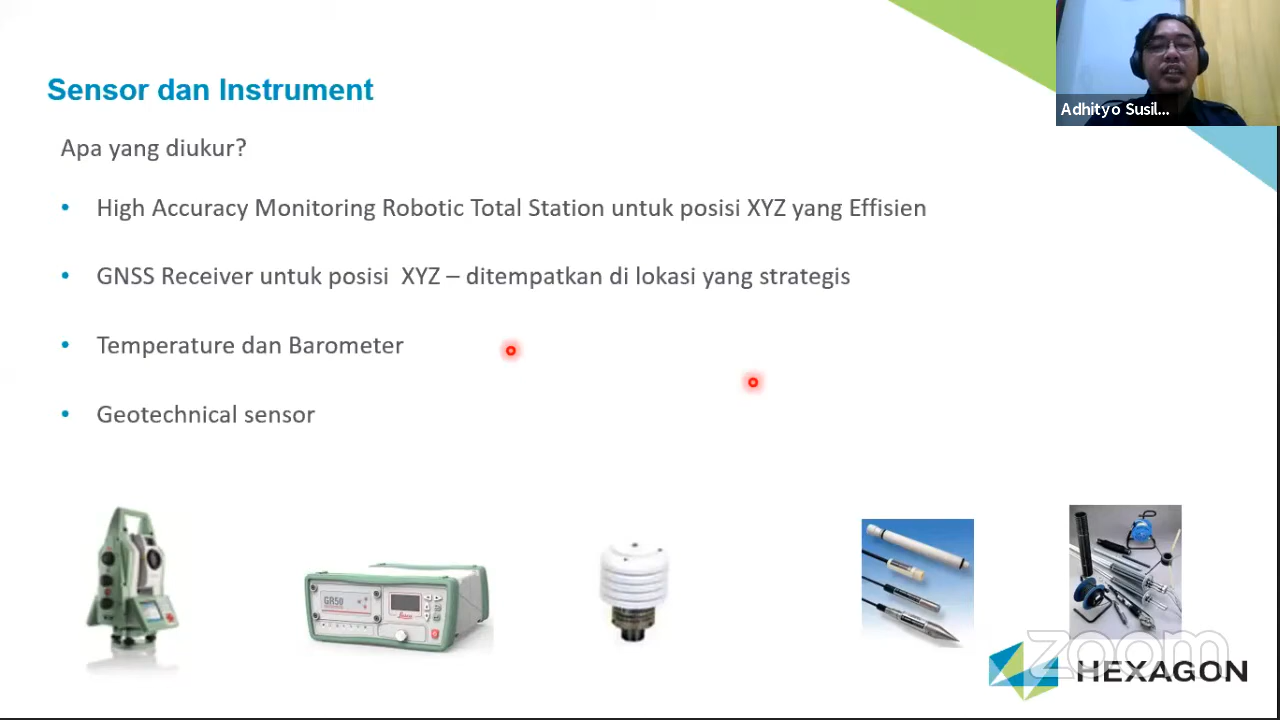 Sensor dan Instrument
Adhityo Susil...
Apa yang diukur?
• High Accuracy Monitoring Robotic Total Station untuk posisi XYZ yang Effisien
• GNSS Receiver untuk posisi XYZ – ditempatkan di lokasi yang strategis
• Temperature dan Barometer
• Geotechnical sensor
GR50
Leica
zoom
HEXAGON